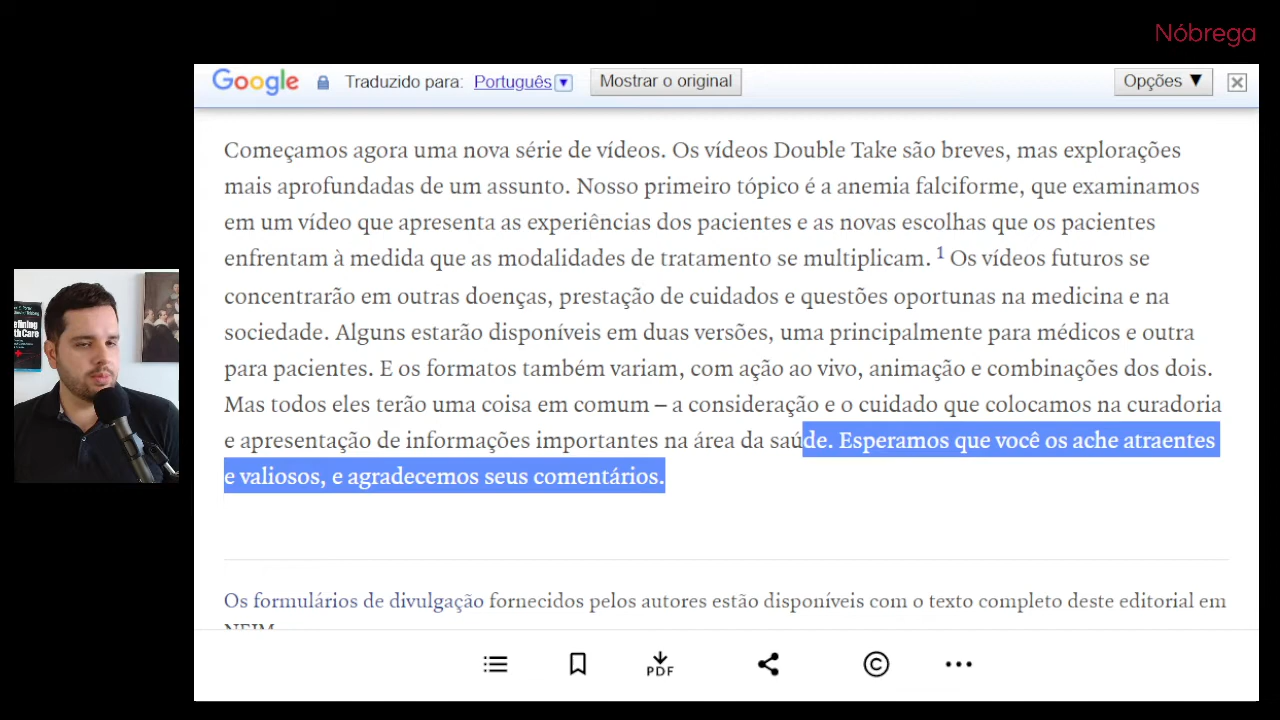 Nóbrega
Google Traduzido para: Português Mostrar o original Opções
Começamos agora uma nova série de vídeos. Os vídeos Double Take são breves, mas explorações
mais aprofundadas de um assunto. Nosso primeiro tópico é a anemia falciforme, que examinamos
em um vídeo que apresenta as experiências dos pacientes e as novas escolhas que os pacientes
enfrentam à medida que as modalidades de tratamento se multiplicam. 1 Os vídeos futuros se
concentrarão em outras doenças, prestação de cuidados e questões oportunas na medicina e na
sociedade. Alguns estarão disponíveis em duas versões, uma principalmente para médicos e outra
para pacientes. E os formatos também variam, com ação ao vivo, animação e combinações dos dois.
Mas todos eles terão uma coisa em comum – a consideração e o cuidado que colocamos na curadoria
e apresentação de informações importantes na área da saúde. Esperamos que você os ache atraentes
e valiosos, e agradecemos seus comentários.
Os formulários de divulgação fornecidos pelos autores estão disponíveis com o texto completo deste editorial em
NEJM
PDF